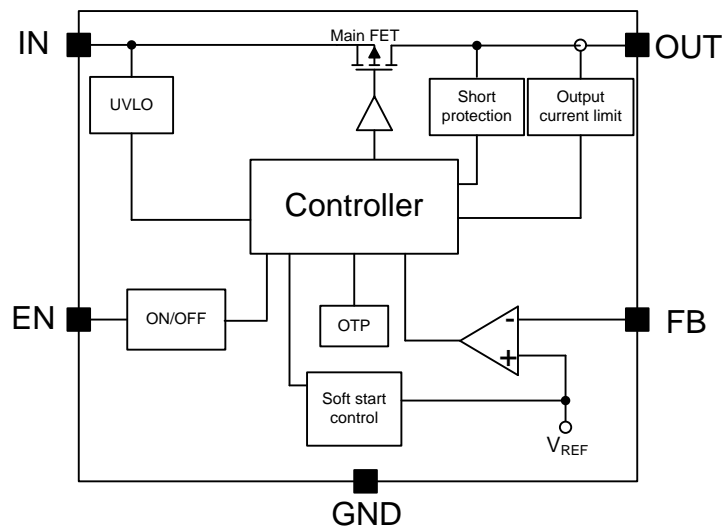 IN
Main FET
OUT
UVLO
Short
protection
Output
current limit
Controller
EN
ON/OFF
OTP
-
+
FB
Soft start
control
VREF
GND